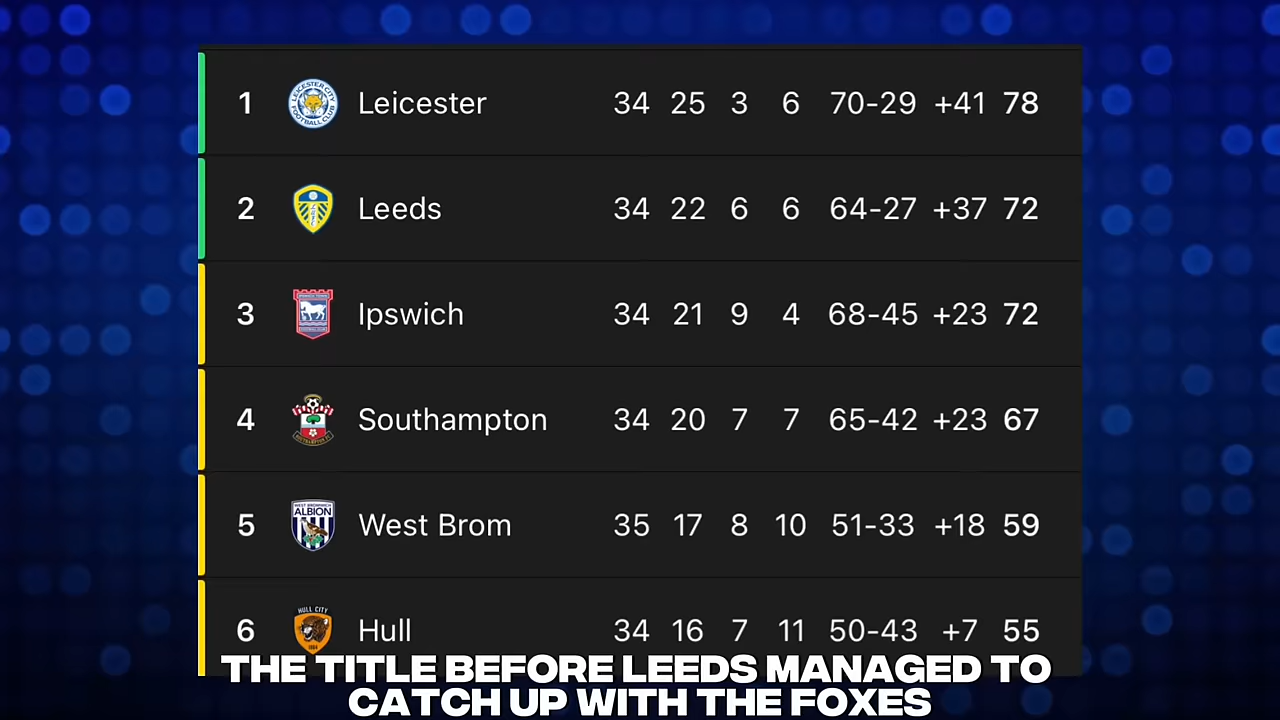 1 Leicester 34 25 3 6 70-29 +41 78
2 Leeds 34 22 6 6 64-27 +37 72
3 Ipswich 34 21 9 4 68-45 +23 72
4 Southampton 34 20 7 7 65-42 +23 67
ALBION
5 West Brom 35 17 8 10 51-33 +18 59
HULL CITY
6 Hull 34 16 7 11 50-43 +7 55
THE TITLE BEFORE LEEDS MANAGED TO
CATCH UP WITH THE FOXES